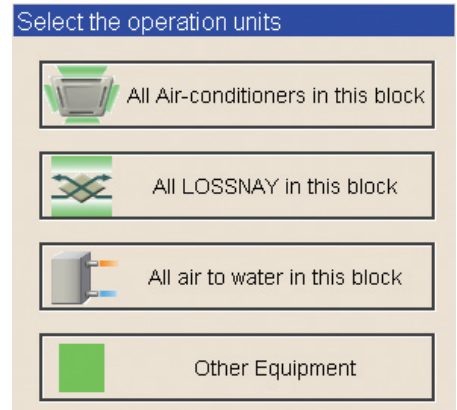 Select the operation units
All Air-conditioners in this block
All LOSSNAY in this block
All air to water in this block
Other Equipment